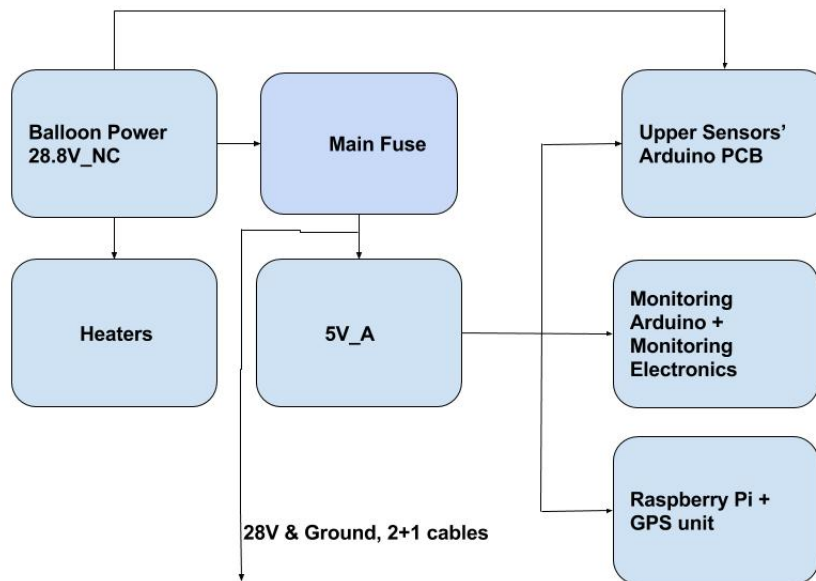 Balloon Power
28.8V_NC
Main Fuse
Upper Sensors’
Arduino PCB
Heaters
5V_A
Monitoring
Arduino +
Monitoring
Electronics
28V & Ground, 2+1 cables
Raspberry Pi +
GPS unit